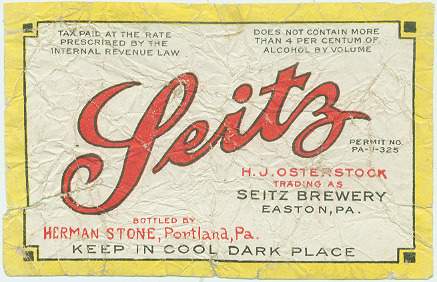 TAX PAID AT THE RATE
PRESCRIBED BY THE
INTERNAL REVENUE LAW
DOES NOT CONTAIN MORE
THAN 4 PER CENTUM OF
ALCOHOL BY VOLUME
Seitz
PERMIT NO.
PA-J-325
H. J. OSTERSTOCK
TRADING AS
SEITZ BREWERY
EASTON, PA.
BOTTLED BY
HERMAN STONE, Portland, Pa.
KEEP IN COOL DARK PLACE